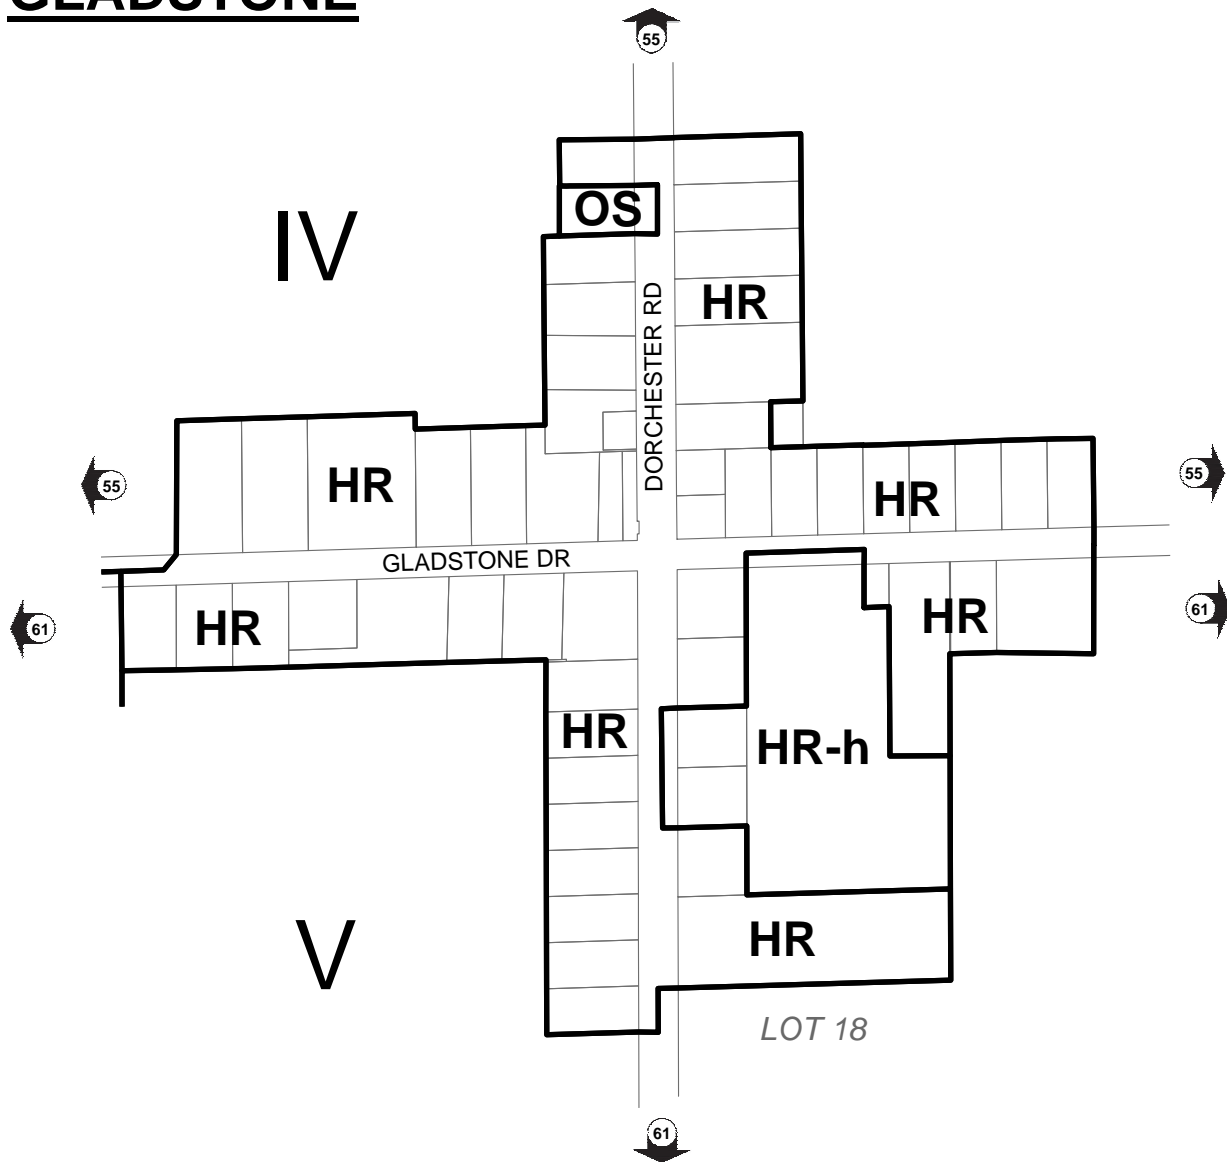 GLADSTONE
55
OS
IV
HR
DORCHESTER RD
HR
55
55
HR
GLADSTONE DR
61
HR
HR
61
HR
HR-h
V
HR
LOT 18
61